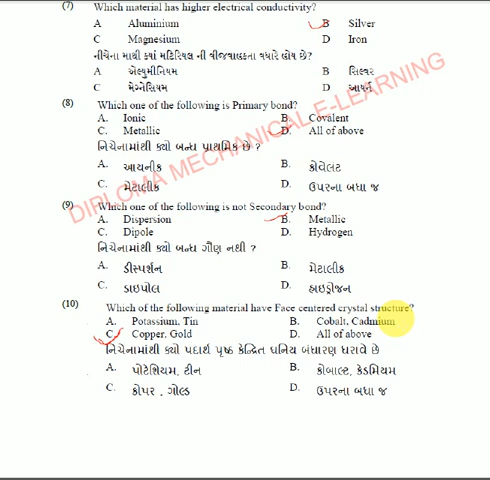 (7) Which material has higher electrical conductivity?
A Aluminium B Silver
C Magnesium D Iron
નીચેના માથી ક્યાં મટિરિયલ ની વીજવાહકતા વધારે હોય છે?
A એલ્યુમીનિયમ B સિલ્વર
C મેગ્નેસિયમ D આયર્ન
(8) Which one of the following is Primary bond?
A. Ionic B. Covalent
C. Metallic D. All of above
નિચેનામાંથી ક્યો બન્ધ પ્રાથમિક છે ?
A. આયનીક B. કોવેલંટ
C. મેટાલીક D. ઉપરના બધા જ
(9) Which one of the following is not Secondary bond?
A. Dispersion B. Metallic
C. Dipole D. Hydrogen
નિચેનામાંથી ક્યો બન્ધ ગૌણ નથી ?
A. ડીસ્પર્શન B. મેટાલીક
C. ડાઇપોલ D. હાઇડ્રોજન
(10) Which of the following material have Face centered crystal structure?
A. Potassium, Tin B. Cobalt, Cadmium
C. Copper, Gold D. All of above
નિચેનામાંથી ક્યો પદાર્થ પૃષ્ઠ કેન્દ્રિત ઘનિય બંધારણ ધરાવે છે
A. પોટેશિયમ, ટીન B. કોબાલ્ટ, કેડમિયમ
C. કોપર , ગોલ્ડ D. ઉપરના બધા જ
DIPLOMA MECHANICAL E-LEARNING